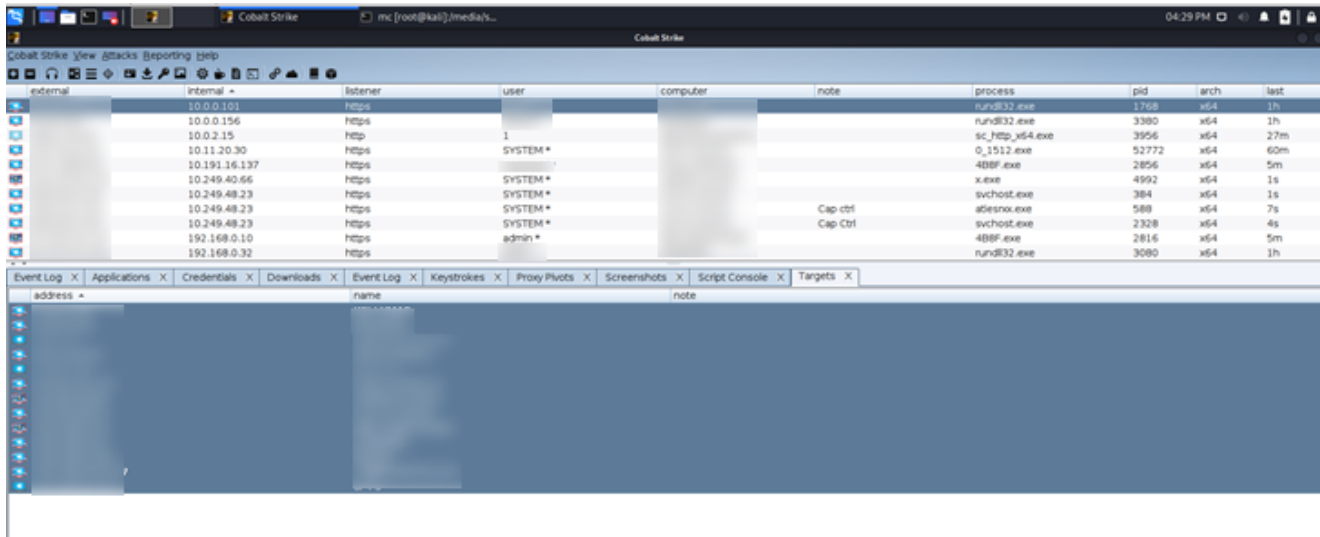 Cobalt Strike mc [root@kali]:/media/s... 04:29 PM
Cobalt Strike
Cobalt Strike View Attacks Reporting Help
external internal listener user computer note process pid arch last
10.0.0.101 https rundll32.exe 1768 x64 1h
10.0.0.156 https rundll32.exe 3380 x64 1h
10.0.2.15 http 1 sc_http_x64.exe 3956 x64 27m
10.11.20.30 https SYSTEM * 0_1512.exe 52772 x64 60m
10.191.16.137 https 4B8F.exe 2856 x64 5m
10.249.40.66 https SYSTEM * x.exe 4992 x64 1s
10.249.48.23 https SYSTEM * svchost.exe 384 x64 1s
10.249.48.23 https SYSTEM * Cap ctrl 588 x64 7s
10.249.48.23 https SYSTEM * Cap Ctrl svchost.exe 2328 x64 4s
192.168.0.10 https admin * 4B8F.exe 2816 x64 5m
192.168.0.32 https rundll32.exe 3080 x64 1h
Event Log X Applications X Credentials X Downloads X Event Log X Keystrokes X Proxy Pivots X Screenshots X Script Console X Targets X
address name note